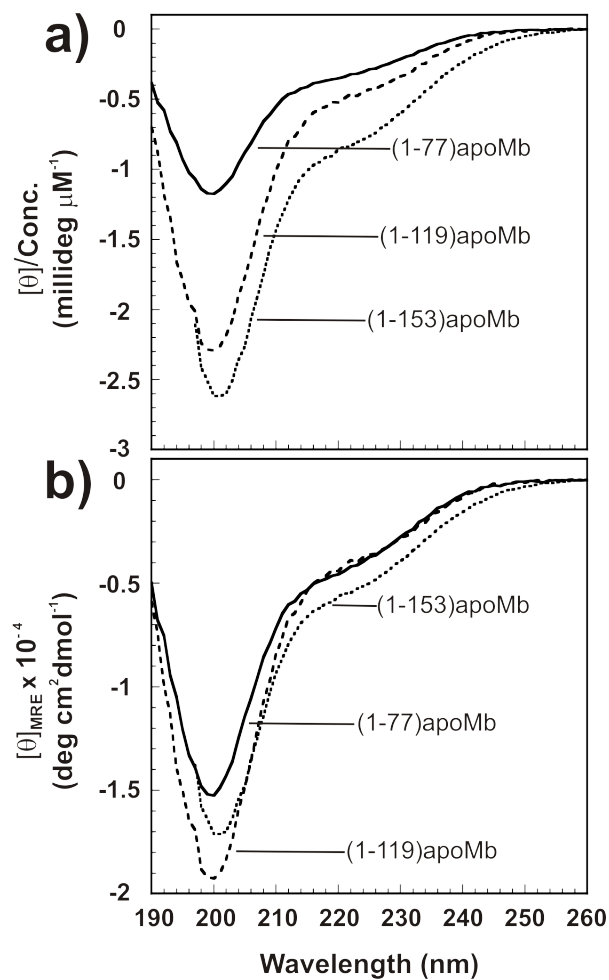 a)
0
-0.5
-1
-1.5
-2
-2.5
-3
[θ]/Conc.
(millideg μM⁻¹)
(1-77)apoMb
(1-119)apoMb
(1-153)apoMb
b)
0
-0.5
-1
-1.5
-2
[θ]MRE x 10⁻⁴
(deg cm²dmol⁻¹)
(1-153)apoMb
(1-77)apoMb
(1-119)apoMb
190 200 210 220 230 240 250 260
Wavelength (nm)